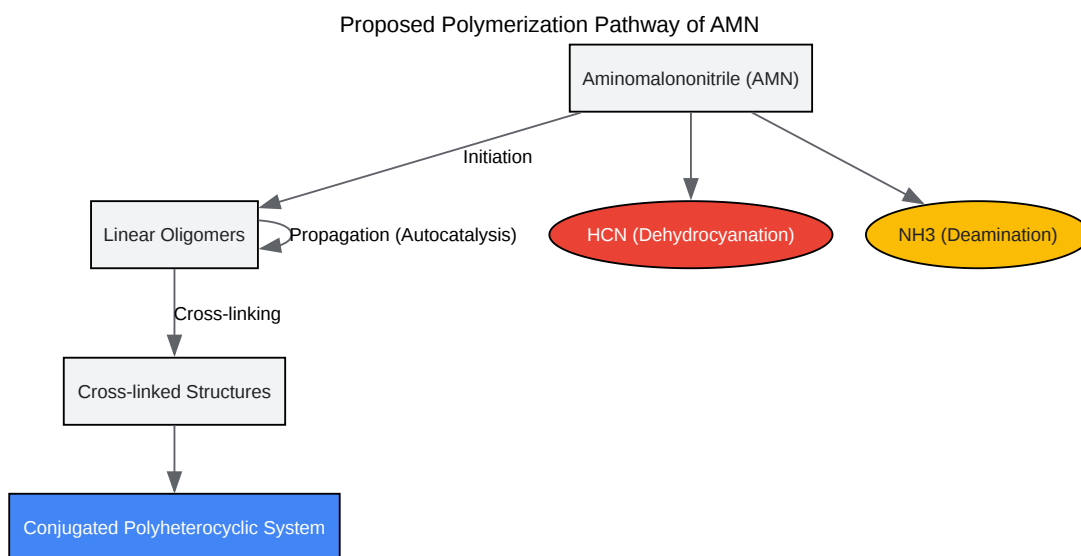 Proposed Polymerization Pathway of AMN
Aminomalononitrile (AMN)
Initiation
Linear Oligomers
Propagation (Autocatalysis)
HCN (Dehydrocyanation)
NH3 (Deamination)
Cross-linking
Cross-linked Structures
Conjugated Polyheterocyclic System